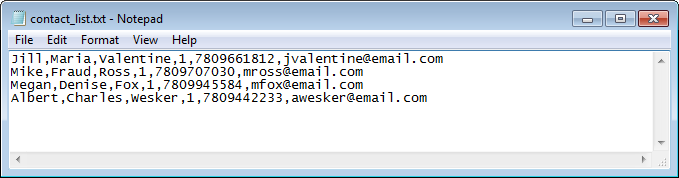 contact_list.txt - Notepad
File Edit Format View Help
Jill,Maria,Valentine,1,7809661812,jvalentine@email.com
Mike,Fraud,Ross,1,7809707030,mross@email.com
Megan,Denise,Fox,1,7809945584,mfox@email.com
Albert,Charles,Wesker,1,7809442233,awesker@email.com